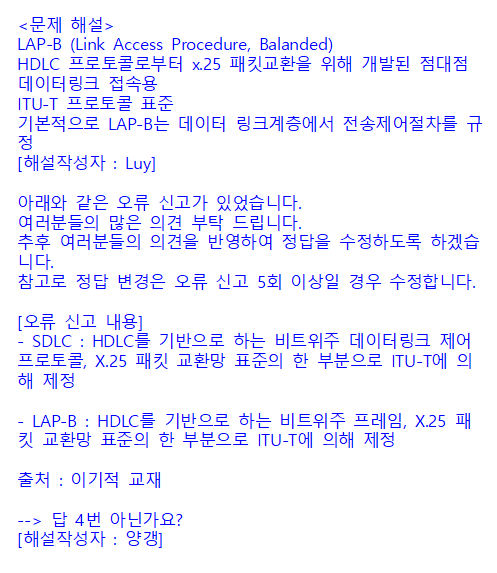 <문제 해설>
LAP-B (Link Access Procedure, Balanded)
HDLC 프로토콜로부터 x.25 패킷교환을 위해 개발된 점대점
데이터링크 접속용
ITU-T 프로토콜 표준
기본적으로 LAP-B는 데이터 링크계층에서 전송제어절차를 규
정
[해설작성자 : Luy]

아래와 같은 오류 신고가 있었습니다.
여러분들의 많은 의견 부탁 드립니다.
추후 여러분들의 의견을 반영하여 정답을 수정하도록 하겠습
니다.
참고로 정답 변경은 오류 신고 5회 이상일 경우 수정합니다.

[오류 신고 내용]
- SDLC : HDLC를 기반으로 하는 비트위주 데이터링크 제어
프로토콜, X.25 패킷 교환망 표준의 한 부분으로 ITU-T에 의
해 제정

- LAP-B : HDLC를 기반으로 하는 비트위주 프레임, X.25 패
킷 교환망 표준의 한 부분으로 ITU-T에 의해 제정

출처 : 이기적 교재

--> 답 4번 아닌가요?
[해설작성자 : 양갱]